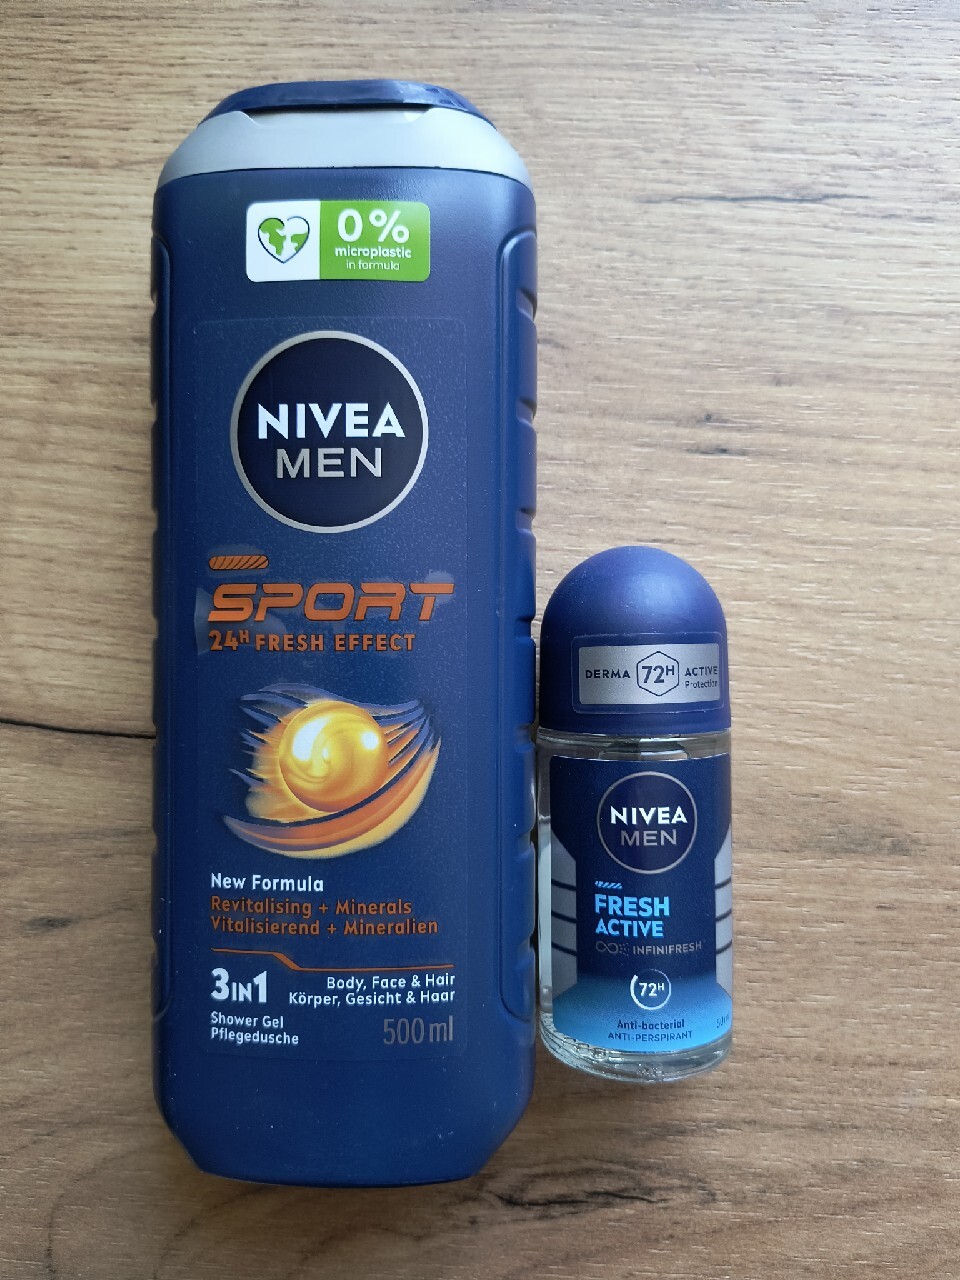 0%
microplastic
in formula
NIVEA
MEN
SPORT
24H FRESH EFFECT
New Formula
Revitalising + Minerals
Vitalisierend + Mineralien
3IN1
Body, Face & Hair
Körper, Gesicht & Haar
Shower Gel
Pflegedusche
500ml
DERMA 72H ACTIVE
Protection
NIVEA
MEN
FRESH
ACTIVE
INFINIFRESH
72H
Anti-bacterial
ANTI-PERSPIRANT